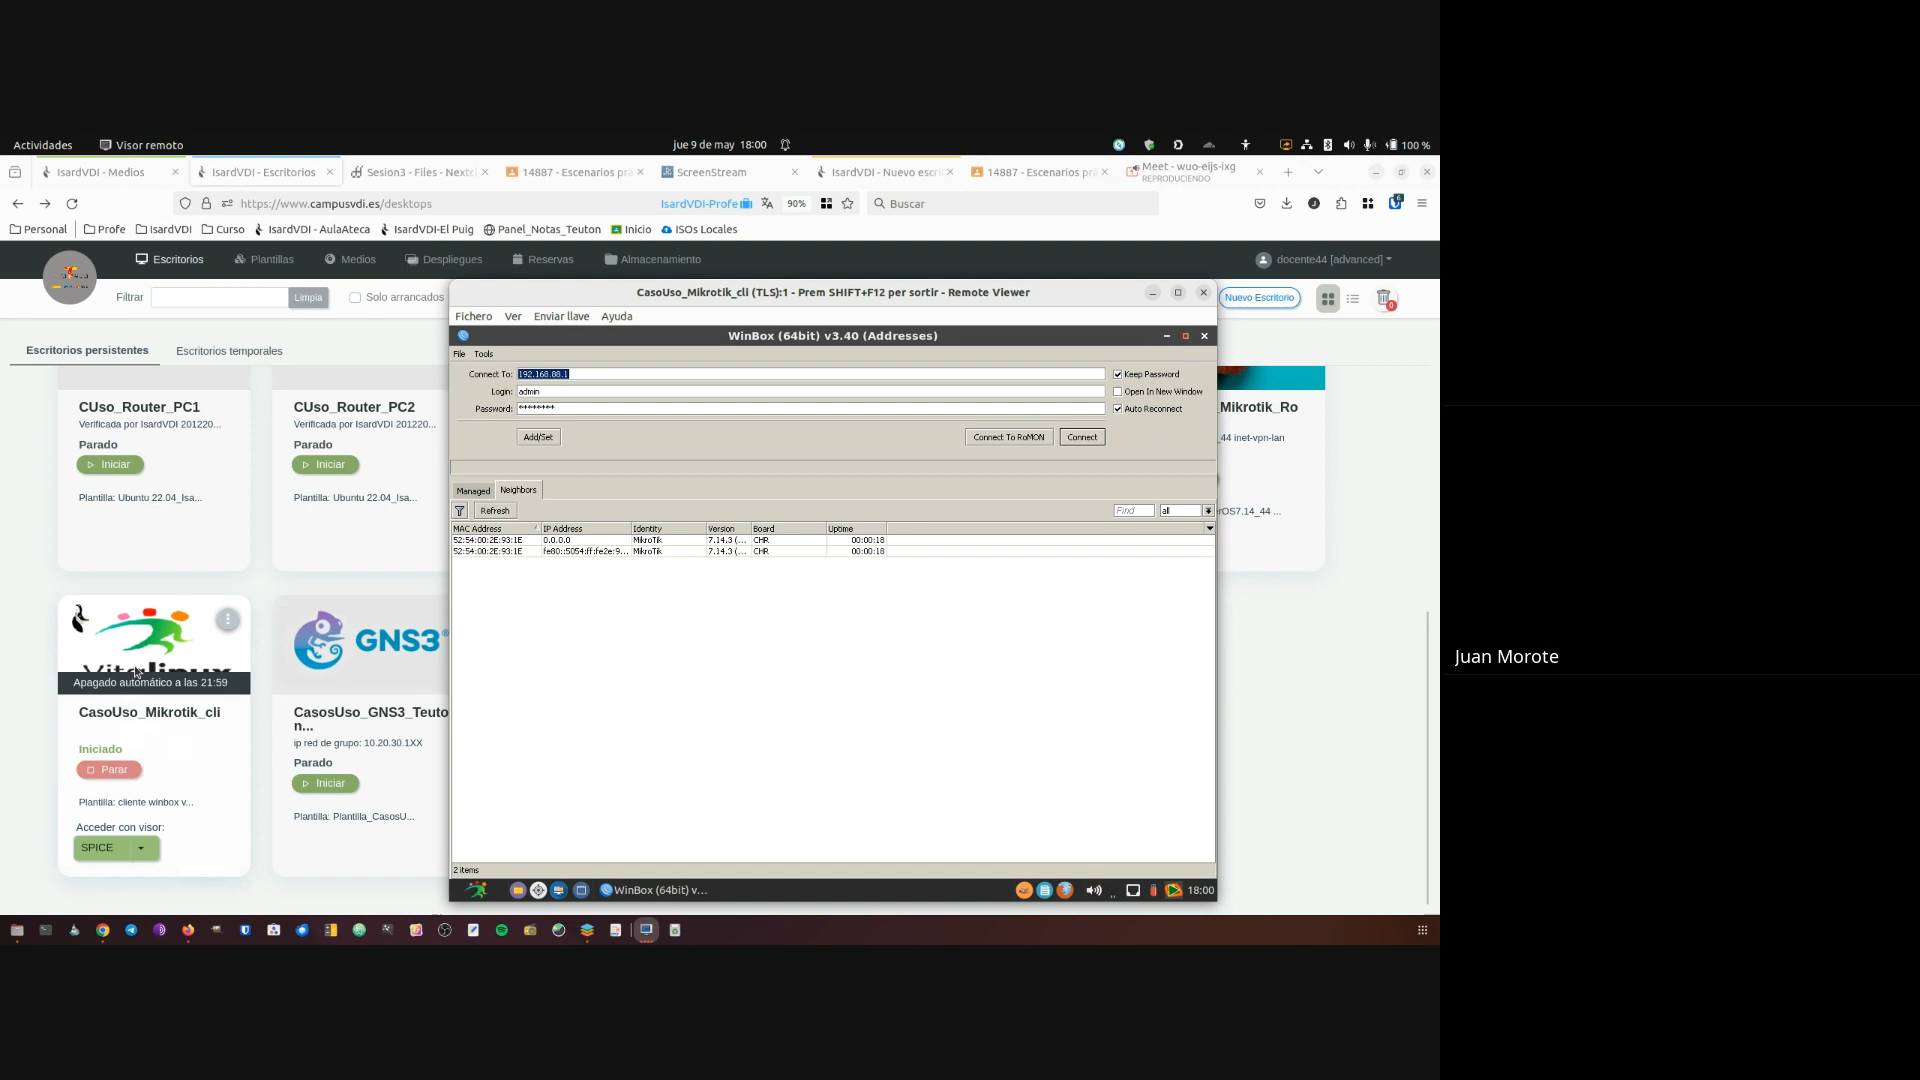 Actividades
Visor remoto
jue 9 de may 18:00
100 %
IsardVDI - Medios
IsardVDI - Escritorios
Sesion3 - Files - Nextcl
14887 - Escenarios prá
ScreenStream
IsardVDI - Nuevo escri
14887 - Escenarios prá
Meet - wuo-eijs-ixg
REPRODUCIENDO
https://www.campusvdi.es/desktops
IsardVDI-Profe
90%
Buscar
Personal
Profe
IsardVDI
Curso
IsardVDI - AulaAteca
IsardVDI-El Puig
Panel_Notas_Teuton
Inicio
ISOs Locales
Escritorios
Plantillas
Medios
Despliegues
Reservas
Almacenamiento
docente44 [advanced]
Filtrar
Limpia
Solo arrancados
Nuevo Escritorio
0
Escritorios persistentes
Escritorios temporales
CUso_Router_PC1
Verificada por IsardVDI 201220...
Parado
Iniciar
Plantilla: Ubuntu 22.04_Isa...
CUso_Router_PC2
Verificada por IsardVDI 201220...
Parado
Iniciar
Plantilla: Ubuntu 22.04_Isa...
Mikrotik_Ro
44 inet-vpn-lan
rOS7.14_44 ...
Vitalinux
Apagado automático a las 21:59
CasoUso_Mikrotik_cli
Iniciado
Parar
Plantilla: cliente winbox v...
Acceder con visor:
SPICE
GNS3
CasosUso_GNS3_Teuto
n...
ip red de grupo: 10.20.30.1XX
Parado
Iniciar
Plantilla: Plantilla_CasosU...
CasoUso_Mikrotik_cli (TLS):1 - Prem SHIFT+F12 per sortir - Remote Viewer
Fichero Ver Enviar llave Ayuda
WinBox (64bit) v3.40 (Addresses)
File Tools
Connect To: 192.168.88.1
Keep Password
Login: admin
Open In New Window
Password: ********
Auto Reconnect
Add/Set
Connect To RoMON
Connect
Managed Neighbors
Refresh
Find
all
MAC Address IP Address Identity Version Board Uptime
52:54:00:2E:93:1E 0.0.0.0 MikroTik 7.14.3 (... CHR 00:00:18
52:54:00:2E:93:1E fe80::5054:ff:fe2e:9... MikroTik 7.14.3 (... CHR 00:00:18
2 items
WinBox (64bit) v...
18:00
Juan Morote